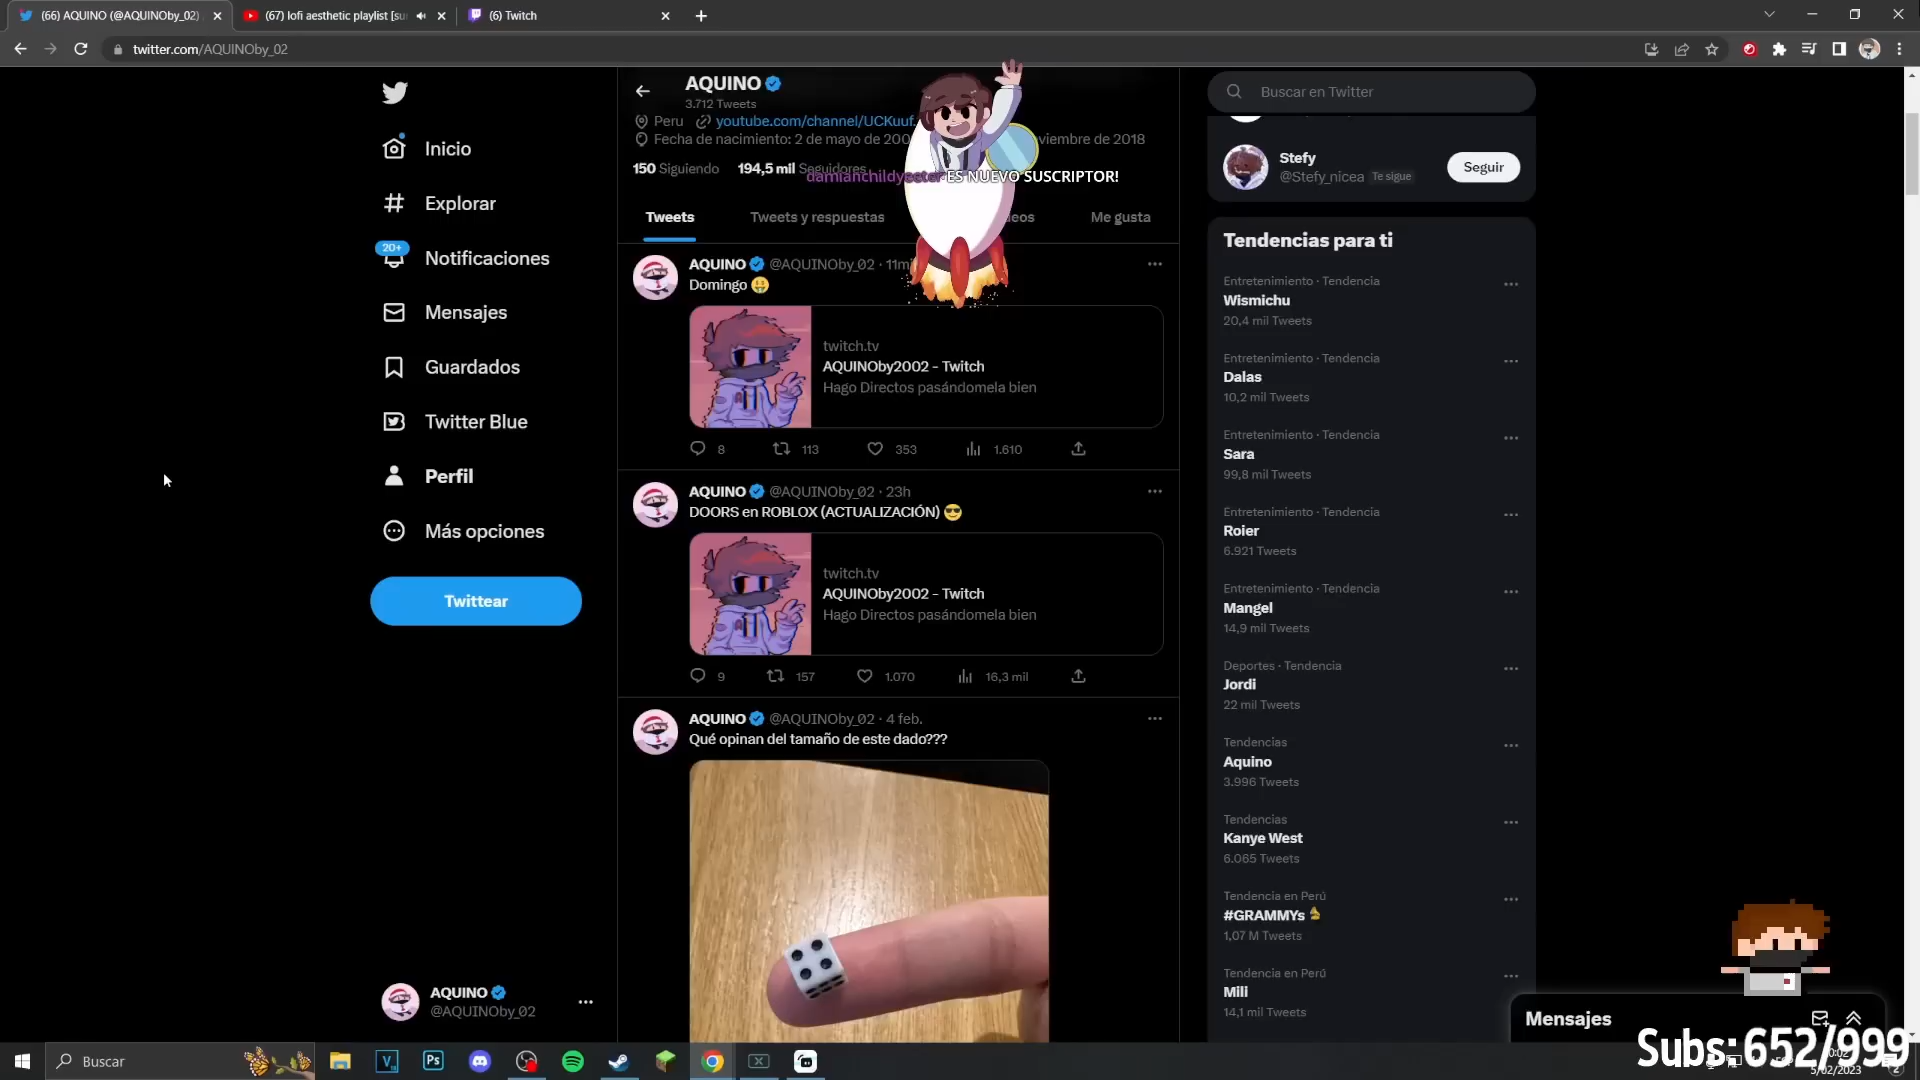 (66) AQUINO (@AQUINOby_02)
(67) lofi aesthetic playlist [su
(6) Twitch
twitter.com/AQUINOby_02
AQUINO
3.712 Tweets
Peru youtube.com/channel/UCKuuf
Fecha de nacimiento: 2 de mayo de 200
viembre de 2018
150 Siguiendo 194,5 mil Seguidores
damianchildyeeter ES NUEVO SUSCRIPTOR!
Tweets
Tweets y respuestas
Me gusta
Inicio
Explorar
20+
Notificaciones
Mensajes
Guardados
Twitter Blue
Perfil
Más opciones
Twittear
AQUINO
@AQUINOby_02
AQUINO @AQUINOby_02 · 11mi
Domingo 🤑
twitch.tv
AQUINOby2002 - Twitch
Hago Directos pasándomela bien
8 113 353 1.610
AQUINO @AQUINOby_02 · 23h
DOORS en ROBLOX (ACTUALIZACIÓN) 😎
twitch.tv
AQUINOby2002 - Twitch
Hago Directos pasándomela bien
9 157 1.070 16,3 mil
AQUINO @AQUINOby_02 · 4 feb.
Qué opinan del tamaño de este dado???
Buscar en Twitter
Stefy
@Stefy_nicea Te sigue
Seguir
Tendencias para ti
Entretenimiento · Tendencia
Wismichu
20,4 mil Tweets
Entretenimiento · Tendencia
Dalas
10,2 mil Tweets
Entretenimiento · Tendencia
Sara
99,8 mil Tweets
Entretenimiento · Tendencia
Roier
6.921 Tweets
Entretenimiento · Tendencia
Mangel
14,9 mil Tweets
Deportes · Tendencia
Jordi
22 mil Tweets
Tendencias
Aquino
3.996 Tweets
Tendencias
Kanye West
6.065 Tweets
Tendencia en Perú
#GRAMMYs
1,07 M Tweets
Tendencia en Perú
Mili
14,1 mil Tweets
Mensajes
Buscar
Ps
Subs: 652/999
5/02/2023